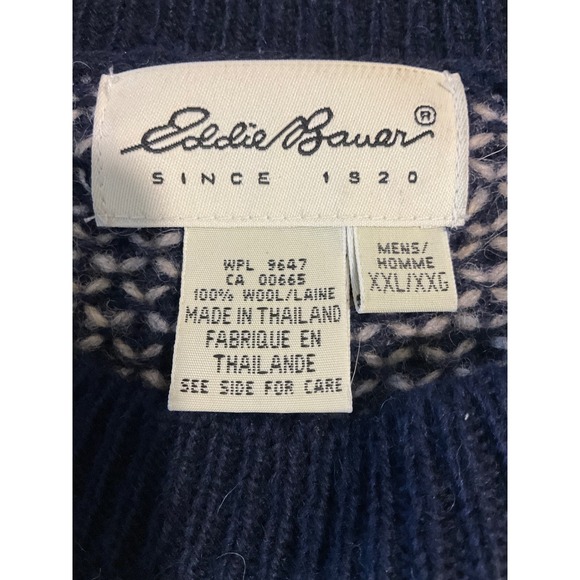 Eddie Bauer®
SINCE 1920
WPL 9647
CA 00665
100% WOOL/LAINE
MADE IN THAILAND
FABRIQUE EN
THAILANDE
SEE SIDE FOR CARE
MENS/
HOMME
XXL/XXG